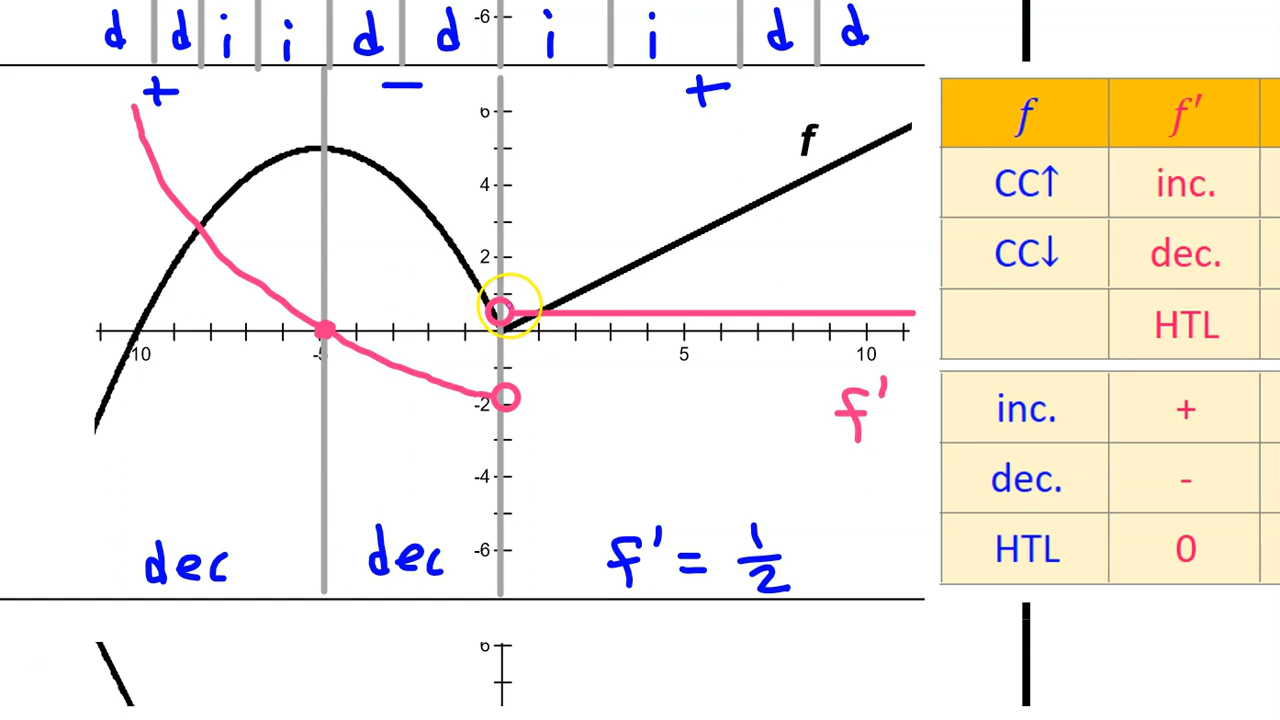 d d i i d d i i d d
-6
+ − +
6
f
4
2
-10 -5 5 10
-2
f'
-4
-6
dec dec f' = 1/2
6
f f'
CC↑ inc.
CC↓ dec.
HTL
inc. +
dec. -
HTL 0